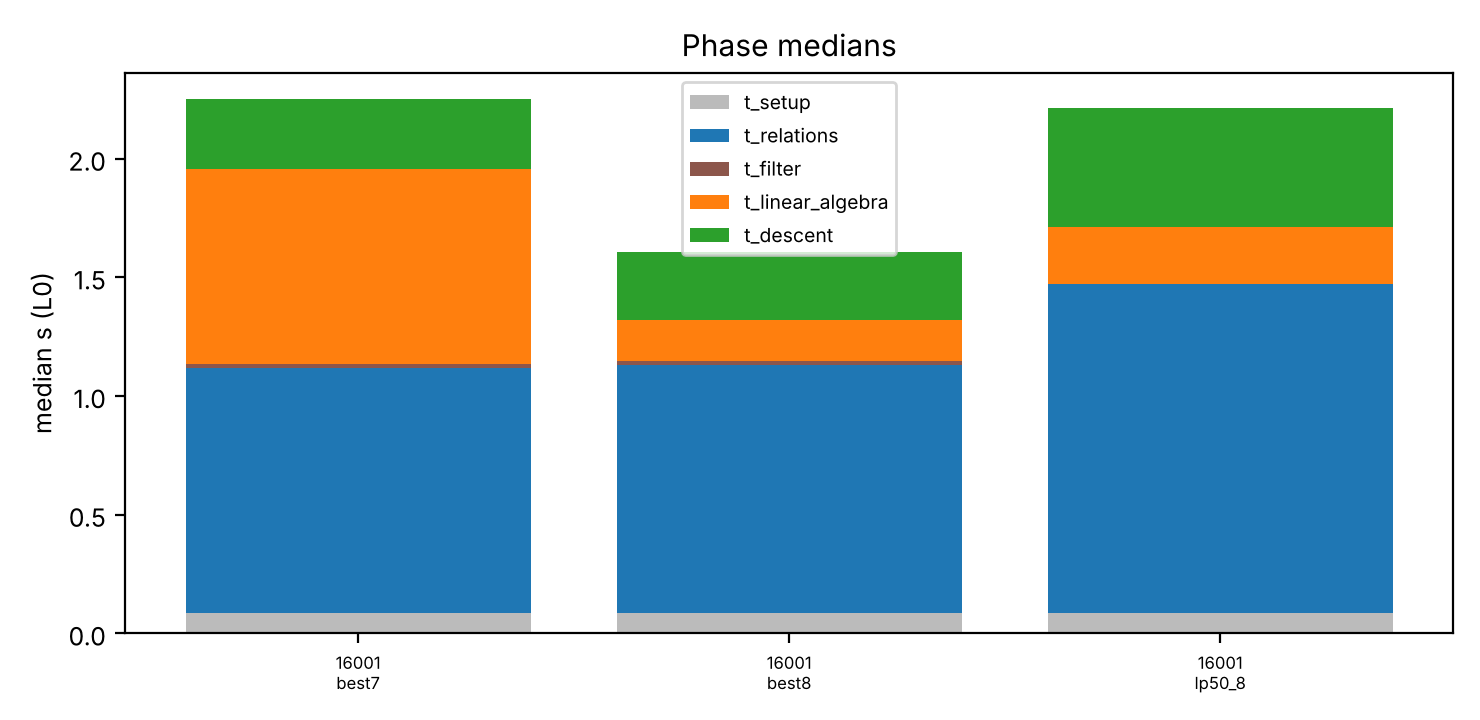 Phase medians
median s (L0)
2.0
1.5
1.0
0.5
0.0
t_setup
t_relations
t_filter
t_linear_algebra
t_descent
16001
best7
16001
best8
16001
lp50_8